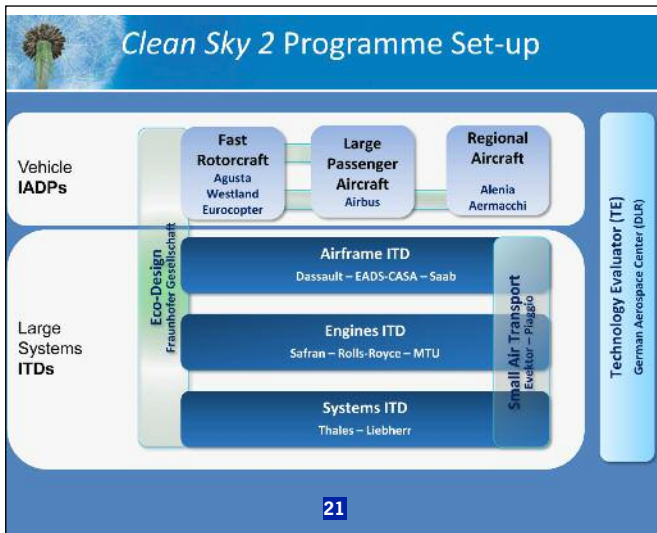 Clean Sky 2 Programme Set-up
Vehicle
IADPs
Fast
Rotorcraft
Agusta
Westland
Eurocopter
Large
Passenger
Aircraft
Airbus
Regional
Aircraft
Alenia
Aermacchi
Large
Systems
ITDs
Eco-Design
Fraunhofer Gesellschaft
Airframe ITD
Dassault – EADS-CASA – Saab
Engines ITD
Safran – Rolls-Royce – MTU
Systems ITD
Thales – Liebherr
Small Air Transport
Evektor – Piaggio
Technology Evaluator (TE)
German Aerospace Center (DLR)
21